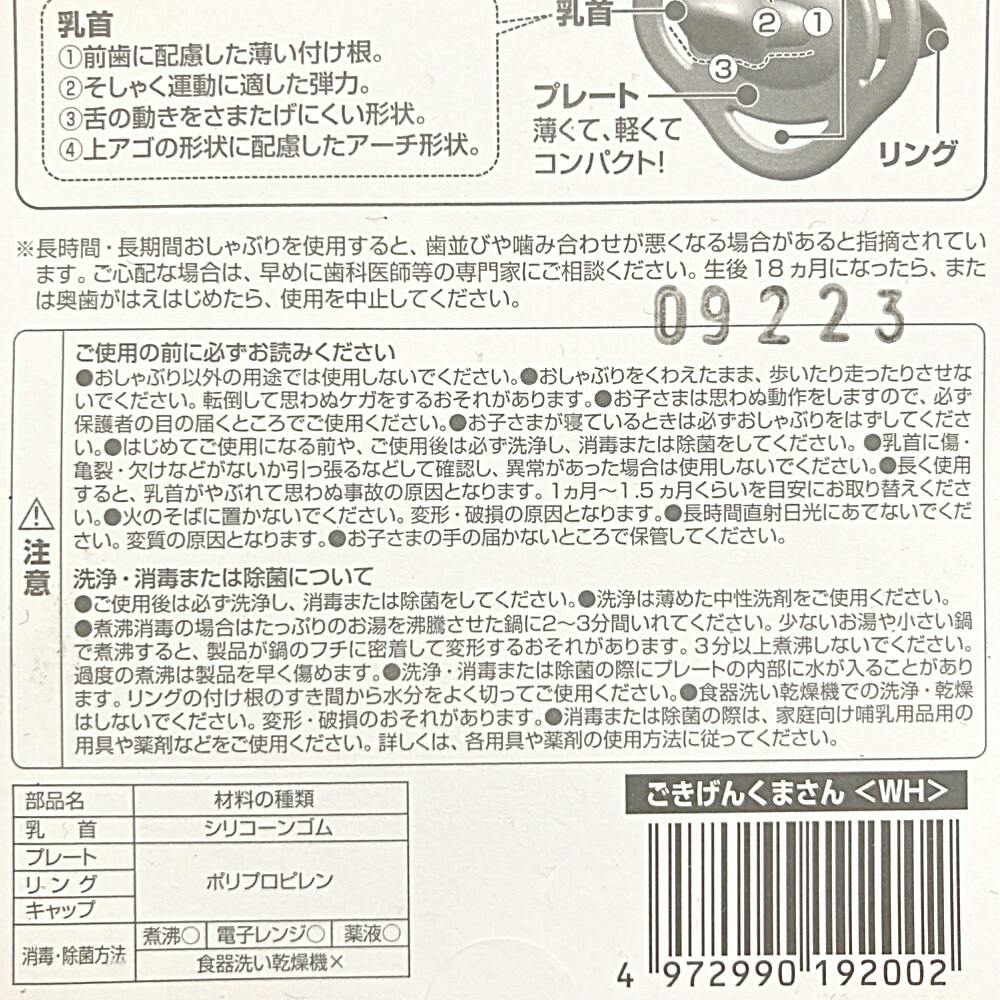 乳首
①前歯に配慮した薄い付け根。
②そしゃく運動に適した弾力。
③舌の動きをさまたげにくい形状。
④上アゴの形状に配慮したアーチ形状。
乳首
② ①
③
プレート
薄くて、軽くて
コンパクト!
リング
※長時間・長期間おしゃぶりを使用すると、歯並びや噛み合わせが悪くなる場合があると指摘されてい
ます。ご心配な場合は、早めに歯科医師等の専門家にご相談ください。生後18ヵ月になったら、また
は奥歯がはえはじめたら、使用を中止してください。
09223
注意
ご使用の前に必ずお読みください
●おしゃぶり以外の用途では使用しないでください。●おしゃぶりをくわえたまま、歩いたり走ったりさせな
いでください。転倒して思わぬケガをするおそれがあります。●お子さまは思わぬ動作をしますので、必ず
保護者の目の届くところでご使用ください。●お子さまが寝ているときは必ずおしゃぶりをはずしてくださ
い。●はじめてご使用になる前や、ご使用後は必ず洗浄し、消毒または除菌をしてください。●乳首に傷・
亀裂・欠けなどがないか引っ張るなどして確認し、異常があった場合は使用しないでください。●長く使用
すると、乳首がやぶれて思わぬ事故の原因となります。1ヵ月〜1.5ヵ月くらいを目安にお取り替えくださ
い。●火のそばに置かないでください。変形・破損の原因となります。●長時間直射日光にあてないでくだ
さい。変質の原因となります。●お子さまの手の届かないところで保管してください。
洗浄・消毒または除菌について
●ご使用後は必ず洗浄し、消毒または除菌をしてください。●洗浄は薄めた中性洗剤をご使用ください。
●煮沸消毒の場合はたっぷりのお湯を沸騰させた鍋に2〜3分間いれてください。少ないお湯や小さい鍋
で煮沸すると、製品が鍋のフチに密着して変形するおそれがあります。3分以上煮沸しないでください。
過度の煮沸は製品を早く傷めます。●洗浄・消毒または除菌の際にプレートの内部に水が入ることがあり
ます。リングの付け根のすき間から水分をよく切ってご使用ください。●食器洗い乾燥機での洗浄・乾燥
はしないでください。変形・破損のおそれがあります。●消毒または除菌の際は、家庭向け哺乳用品用の
用具や薬剤などをご使用ください。詳しくは、各用具や薬剤の使用方法に従ってください。
部品名 材料の種類
乳首 シリコーンゴム
プレート
リング ポリプロピレン
キャップ
消毒・除菌方法 煮沸○ 電子レンジ○ 薬液○
食器洗い乾燥機×
ごきげんくまさん〈WH〉
4 972990 192002